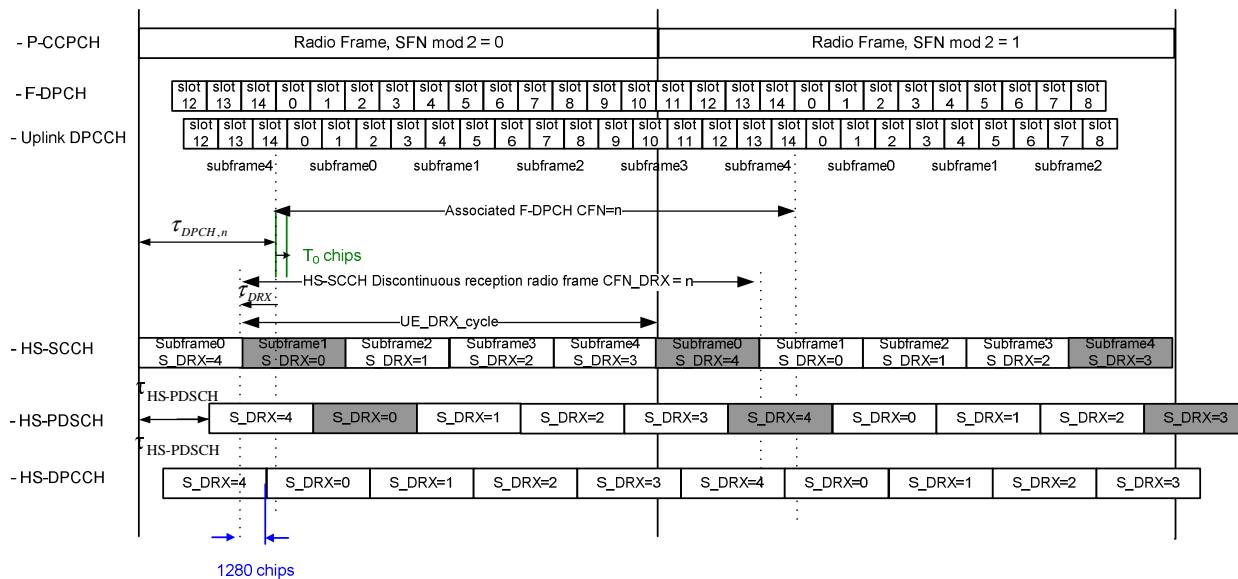 - P-CCPCH
Radio Frame, SFN mod 2 = 0
Radio Frame, SFN mod 2 = 1
- F-DPCH
slot 12 slot 13 slot 14 slot 0 slot 1 slot 2 slot 3 slot 4 slot 5 slot 6 slot 7 slot 8 slot 9 slot 10 slot 11 slot 12 slot 13 slot 14 slot 0 slot 1 slot 2 slot 3 slot 4 slot 5 slot 6 slot 7 slot 8
- Uplink DPCCH
slot 12 slot 13 slot 14 slot 0 slot 1 slot 2 slot 3 slot 4 slot 5 slot 6 slot 7 slot 8 slot 9 slot 10 slot 11 slot 12 slot 13 slot 14 slot 0 slot 1 slot 2 slot 3 slot 4 slot 5 slot 6 slot 7 slot 8
subframe4 subframe0 subframe1 subframe2 subframe3 subframe4 subframe0 subframe1 subframe2
Associated F-DPCH CFN=n
τDPCH,n
T0 chips
HS-SCCH Discontinuous reception radio frame CFN_DRX = n
τDRX
UE_DRX_cycle
- HS-SCCH
Subframe0 Subframe1 Subframe2 Subframe3 Subframe4 Subframe0 Subframe1 Subframe2 Subframe3 Subframe4
S_DRX=4 S_DRX=0 S_DRX=1 S_DRX=2 S_DRX=3 S_DRX=4 S_DRX=0 S_DRX=1 S_DRX=2 S_DRX=3
τHS-PDSCH
- HS-PDSCH
S_DRX=4 S_DRX=0 S_DRX=1 S_DRX=2 S_DRX=3 S_DRX=4 S_DRX=0 S_DRX=1 S_DRX=2 S_DRX=3
τHS-PDSCH
- HS-DPCCH
S_DRX=4 S_DRX=0 S_DRX=1 S_DRX=2 S_DRX=3 S_DRX=4 S_DRX=0 S_DRX=1 S_DRX=2 S_DRX=3
1280 chips